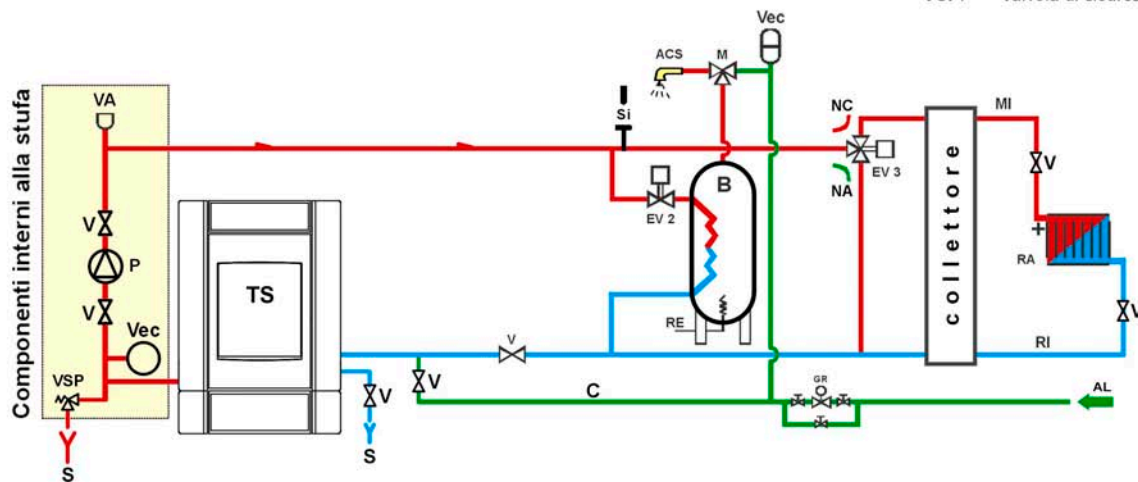 Vec
ACS
M
VA
Si
NC
MI
V
EV 3
B
NA
EV 2
V
P
TS
RA
+
collettore
V
Componenti interni alla stufa
Vec
RE
V
V
RI
VSP
V
V
C
GR
AL
S
S